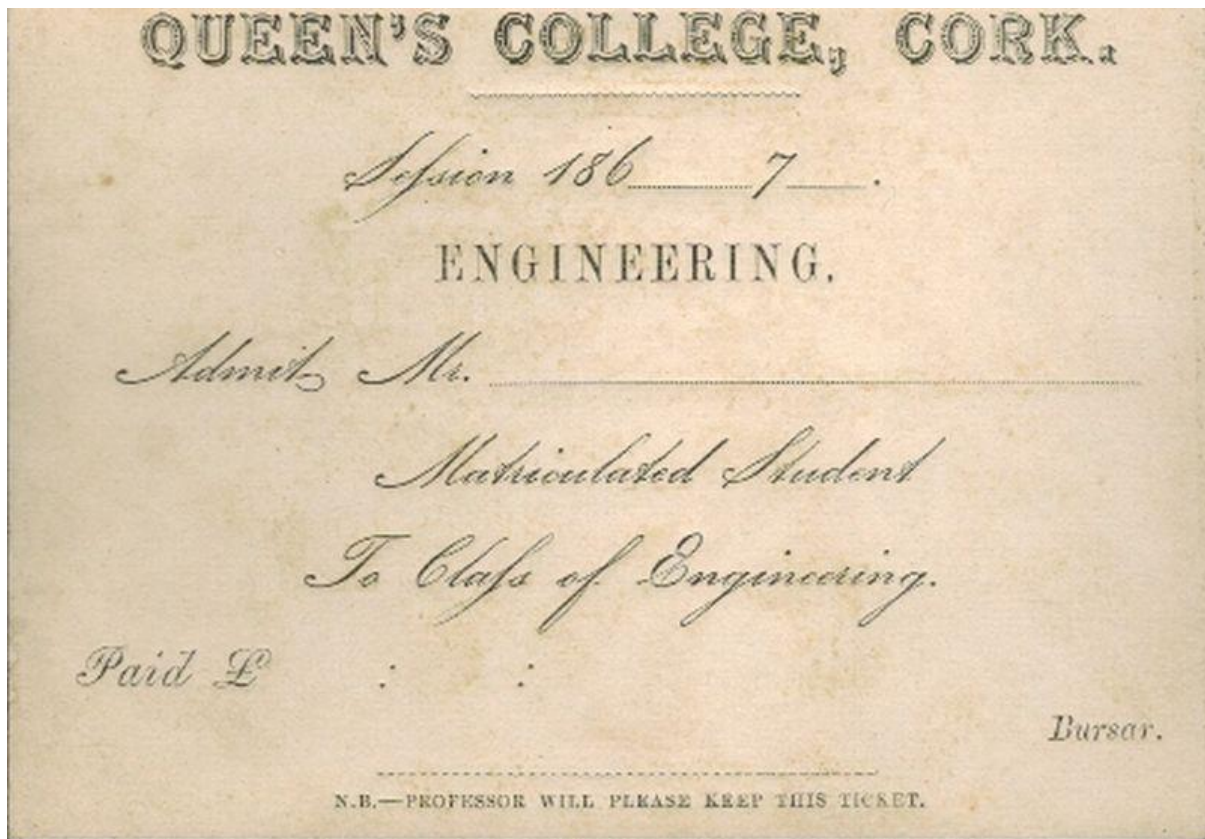 QUEEN'S COLLEGE, CORK.
Seſsion 186 7 .
ENGINEERING.
Admit Mr.
Matriculated Student
To Claſs of Engineering.
Paid £ : :
Bursar.
N.B.—PROFESSOR WILL PLEASE KEEP THIS TICKET.